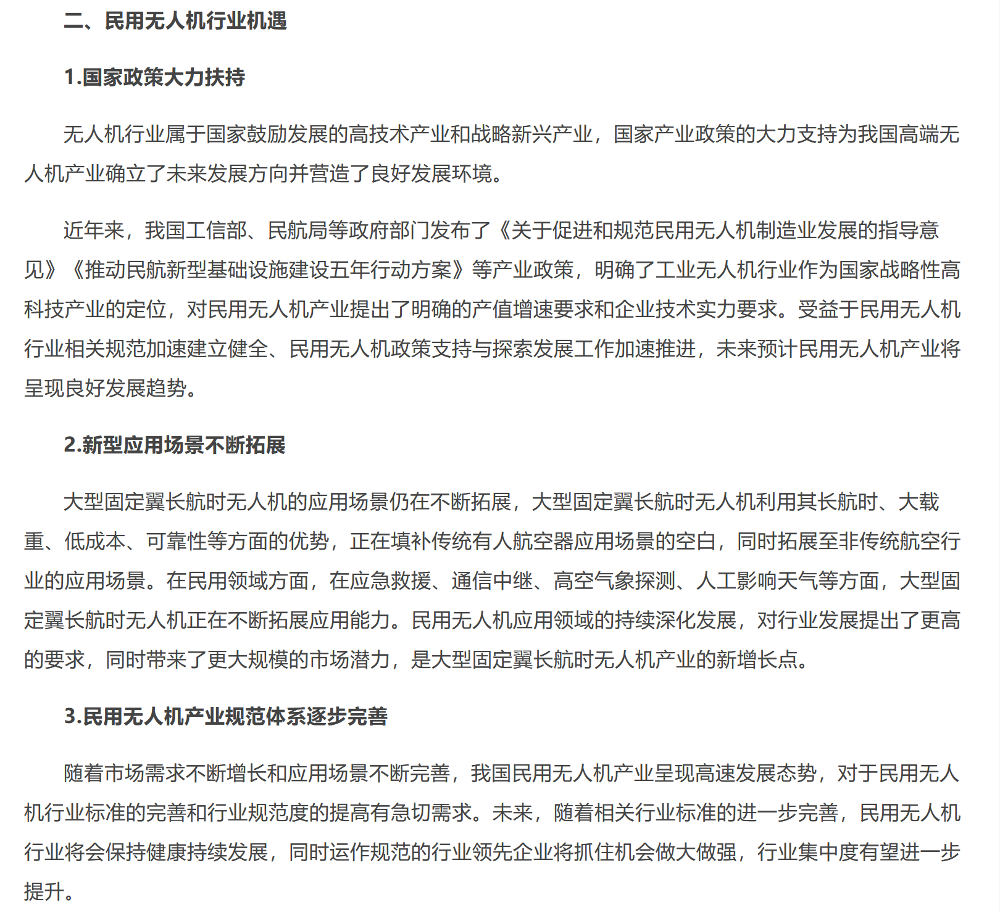 二、民用无人机行业机遇
1.国家政策大力扶持
无人机行业属于国家鼓励发展的高技术产业和战略新兴产业，国家产业政策的大力支持为我国高端无
人机产业确立了未来发展方向并营造了良好发展环境。
近年来，我国工信部、民航局等政府部门发布了《关于促进和规范民用无人机制造业发展的指导意
见》《推动民航新型基础设施建设五年行动方案》等产业政策，明确了工业无人机行业作为国家战略性高
科技产业的定位，对民用无人机产业提出了明确的产值增速要求和企业技术实力要求。受益于民用无人机
行业相关规范加速建立健全、民用无人机政策支持与探索发展工作加速推进，未来预计民用无人机产业将
呈现良好发展趋势。
2.新型应用场景不断拓展
大型固定翼长航时无人机的应用场景仍在不断拓展，大型固定翼长航时无人机利用其长航时、大载
重、低成本、可靠性等方面的优势，正在填补传统有人航空器应用场景的空白，同时拓展至非传统航空行
业的应用场景。在民用领域方面，在应急救援、通信中继、高空气象探测、人工影响天气等方面，大型固
定翼长航时无人机正在不断拓展应用能力。民用无人机应用领域的持续深化发展，对行业发展提出了更高
的要求，同时带来了更大规模的市场潜力，是大型固定翼长航时无人机产业的新增长点。
3.民用无人机产业规范体系逐步完善
随着市场需求不断增长和应用场景不断完善，我国民用无人机产业呈现高速发展态势，对于民用无人
机行业标准的完善和行业规范度的提高有急切需求。未来，随着相关行业标准的进一步完善，民用无人机
行业将会保持健康持续发展，同时运作规范的行业领先企业将抓住机会做大做强，行业集中度有望进一步
提升。